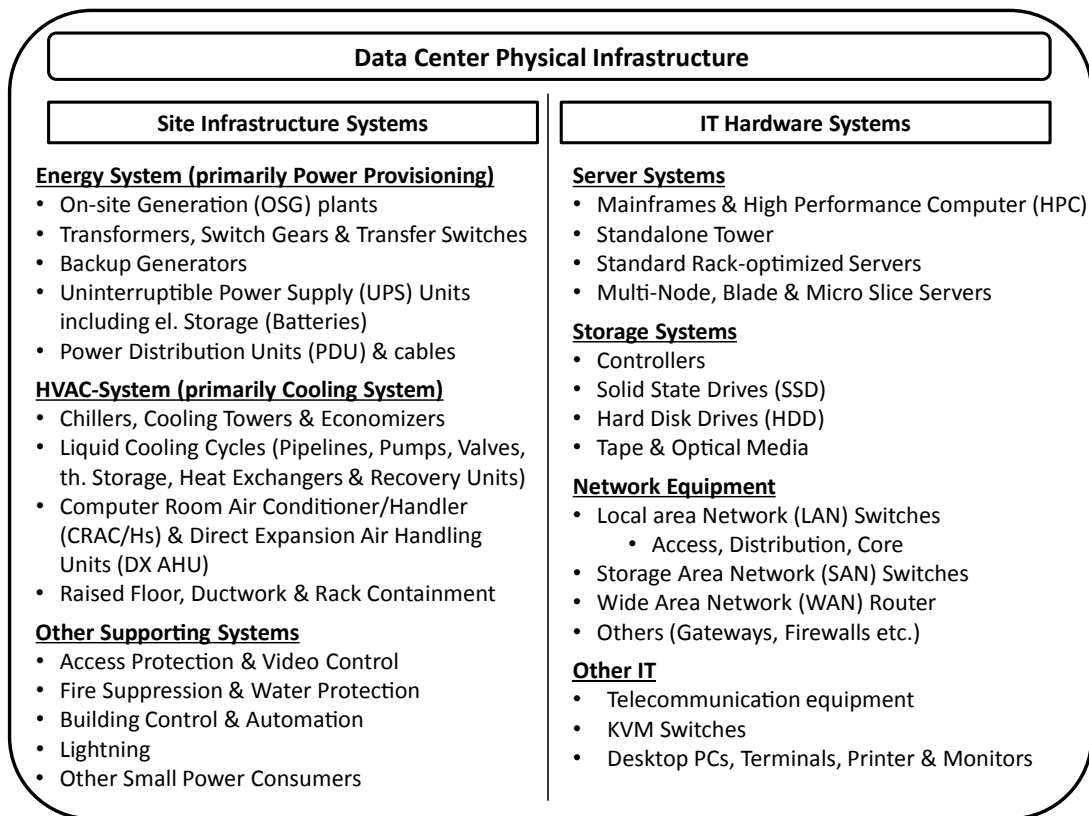 Data Center Physical Infrastructure
Site Infrastructure Systems
Energy System (primarily Power Provisioning)
• On-site Generation (OSG) plants
• Transformers, Switch Gears & Transfer Switches
• Backup Generators
• Uninterruptible Power Supply (UPS) Units
including el. Storage (Batteries)
• Power Distribution Units (PDU) & cables
HVAC-System (primarily Cooling System)
• Chillers, Cooling Towers & Economizers
• Liquid Cooling Cycles (Pipelines, Pumps, Valves,
th. Storage, Heat Exchangers & Recovery Units)
• Computer Room Air Conditioner/Handler
(CRAC/Hs) & Direct Expansion Air Handling
Units (DX AHU)
• Raised Floor, Ductwork & Rack Containment
Other Supporting Systems
• Access Protection & Video Control
• Fire Suppression & Water Protection
• Building Control & Automation
• Lightning
• Other Small Power Consumers
IT Hardware Systems
Server Systems
• Mainframes & High Performance Computer (HPC)
• Standalone Tower
• Standard Rack-optimized Servers
• Multi-Node, Blade & Micro Slice Servers
Storage Systems
• Controllers
• Solid State Drives (SSD)
• Hard Disk Drives (HDD)
• Tape & Optical Media
Network Equipment
• Local area Network (LAN) Switches
• Access, Distribution, Core
• Storage Area Network (SAN) Switches
• Wide Area Network (WAN) Router
• Others (Gateways, Firewalls etc.)
Other IT
• Telecommunication equipment
• KVM Switches
• Desktop PCs, Terminals, Printer & Monitors